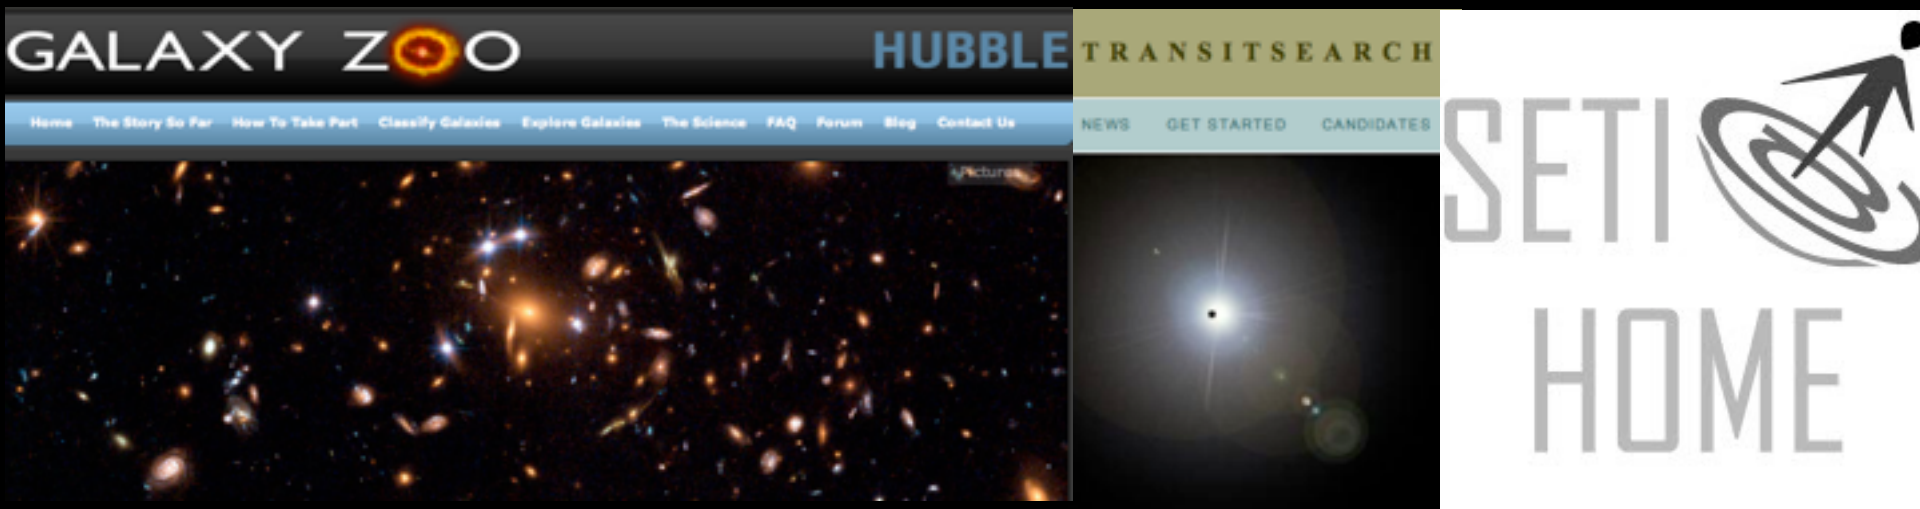 GALAXY ZOO
HUBBLE
Home The Story So Far How To Take Part Classify Galaxies Explore Galaxies The Science FAQ Forum Blog Contact Us
Pictures
TRANSITSEARCH
NEWS GET STARTED CANDIDATES
SETI
HOME